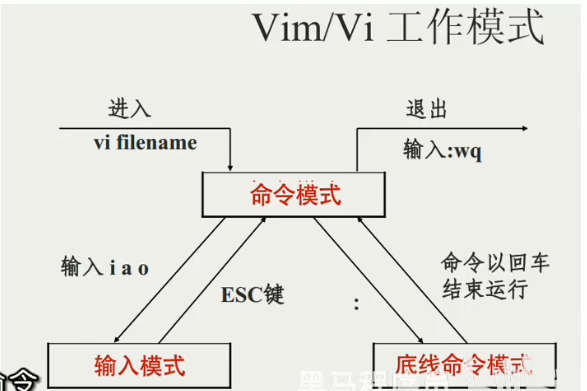 Vim/Vi 工作模式
进入
退出
vi filename
输入:wq
命令模式
输入 i a o
ESC键
:
命令以回车
结束运行
输入模式
底线命令模式
命令
黑马程序员